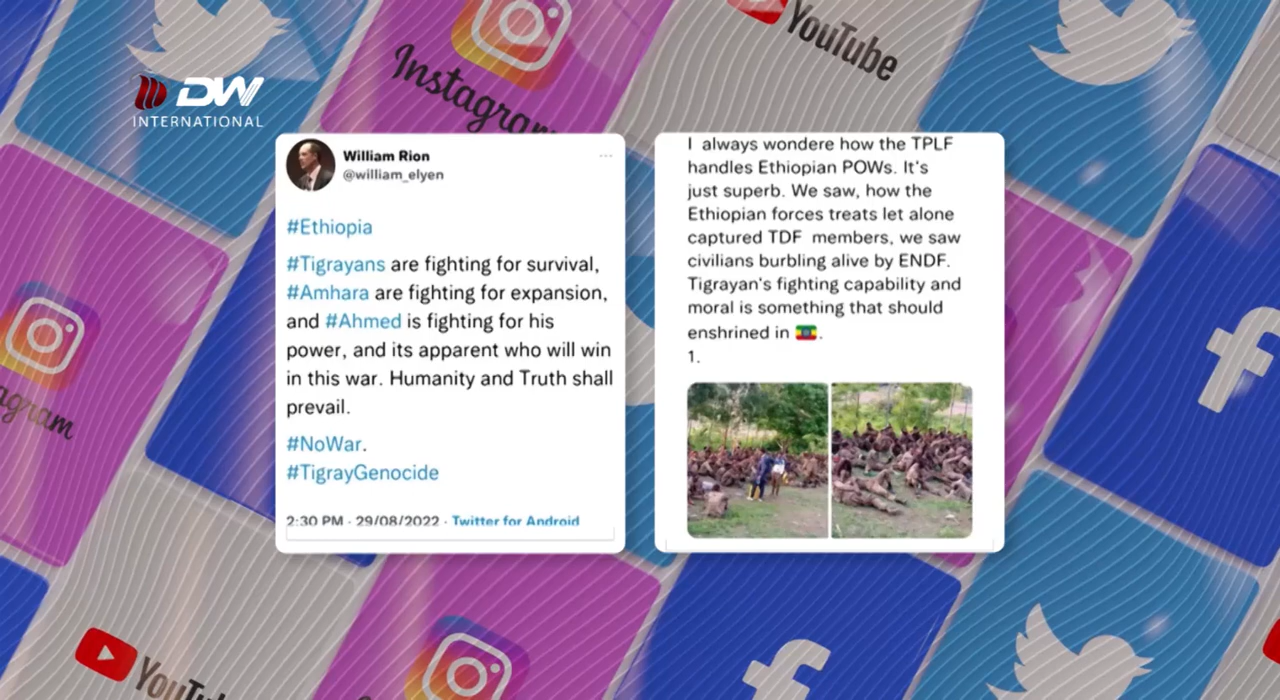 Instagram
YouTube
DW
INTERNATIONAL
William Rion
@william_elyen
#Ethiopia
#Tigrayans are fighting for survival,
#Amhara are fighting for expansion,
and #Ahmed is fighting for his
power, and its apparent who will win
in this war. Humanity and Truth shall
prevail.
#NoWar.
#TigrayGenocide
2:30 PM · 29/08/2022 · Twitter for Android
I always wondere how the TPLF
handles Ethiopian POWs. It's
just superb. We saw, how the
Ethiopian forces treats let alone
captured TDF members, we saw
civilians burbling alive by ENDF.
Tigrayan's fighting capability and
moral is something that should
enshrined in 🇪🇹.
1.
agram
YouTu